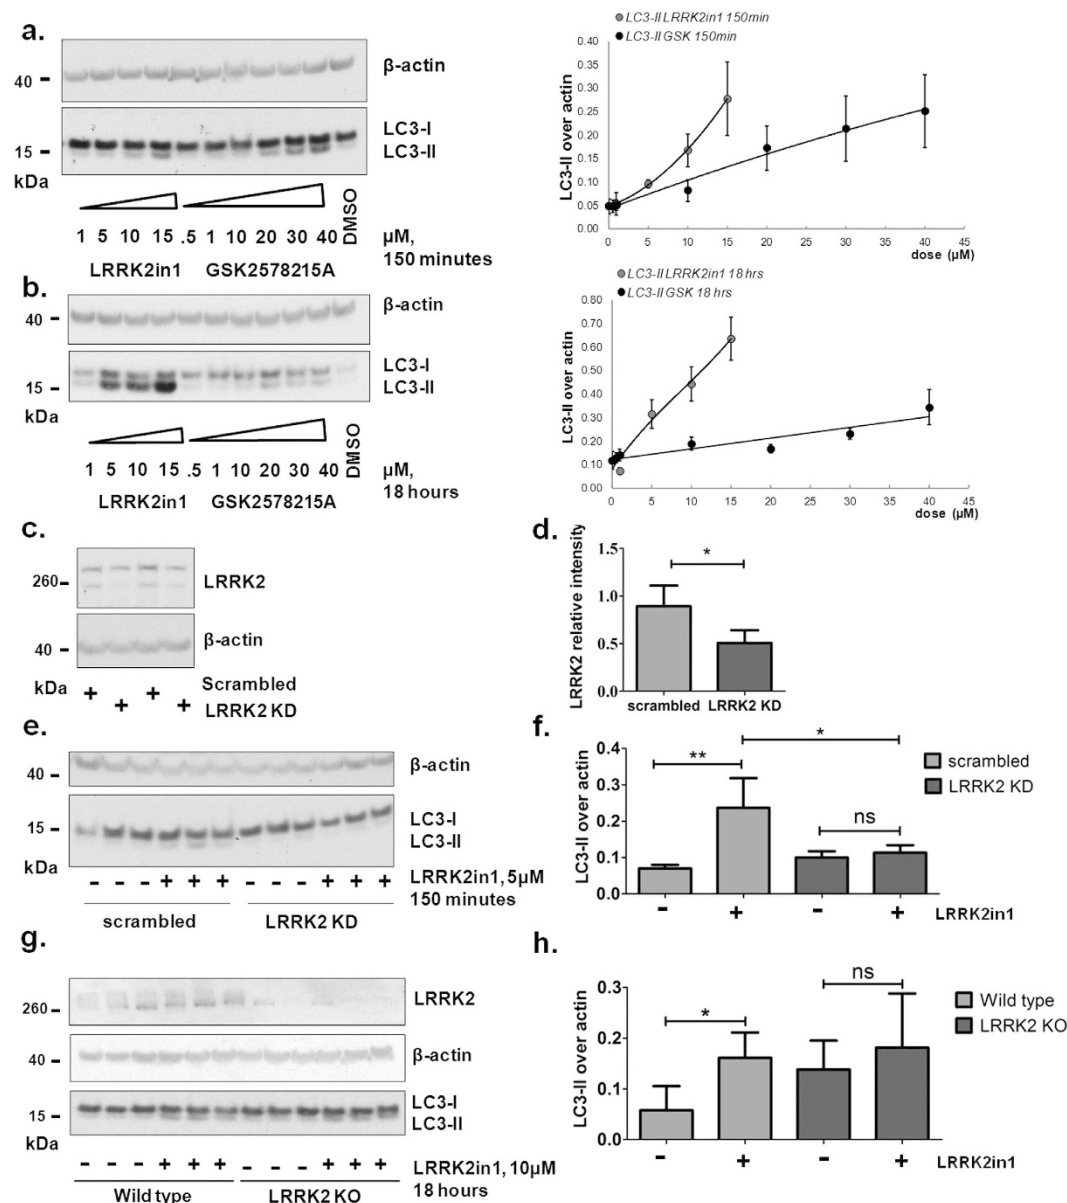 a.
β-actin
40
LC3-I
LC3-II
15
kDa
1 5 10 15 .5 1 10 20 30 40 DMSO
μM,
150 minutes
LRRK2in1 GSK2578215A
LC3-II LRRK2in1 150min
LC3-II GSK 150min
LC3-II over actin
0.40
0.35
0.30
0.25
0.20
0.15
0.10
0.05
0.00
0 5 10 15 20 25 30 35 40 45
dose (μM)
b.
β-actin
40
LC3-I
LC3-II
15
kDa
1 5 10 15 .5 1 10 20 30 40 DMSO
μM,
18 hours
LRRK2in1 GSK2578215A
LC3-II LRRK2in1 18 hrs
LC3-II GSK 18 hrs
LC3-II over actin
0.80
0.70
0.60
0.50
0.40
0.30
0.20
0.10
0.00
0 5 10 15 20 25 30 35 40 45
dose (μM)
c.
260
LRRK2
40
β-actin
kDa
+ + Scrambled
+ + LRRK2 KD
d.
LRRK2 relative intensity
1.5
1.0
0.5
0.0
*
scrambled LRRK2 KD
e.
40
β-actin
LC3-I
15
LC3-II
kDa
- - - + + + - - - + + + LRRK2in1, 5μM
150 minutes
scrambled LRRK2 KD
f.
LC3-II over actin
0.4
0.3
0.2
0.1
0.0
**
*
ns
scrambled
LRRK2 KD
- + - + LRRK2in1
g.
260
LRRK2
40
β-actin
LC3-I
15
LC3-II
kDa
- - - + + + - - - + + + LRRK2in1, 10μM
18 hours
Wild type LRRK2 KO
h.
LC3-II over actin
0.3
0.2
0.1
0.0
*
ns
Wild type
LRRK2 KO
- + - + LRRK2in1